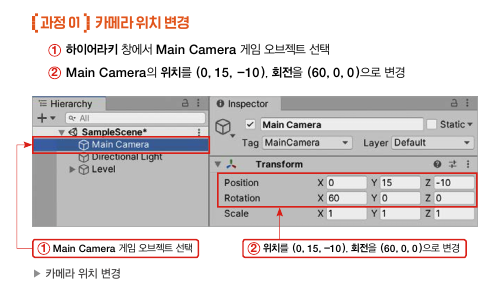 [과정 01] 카메라 위치 변경
① 하이어라키 창에서 Main Camera 게임 오브젝트 선택
② Main Camera의 위치를 (0, 15, -10), 회전을 (60, 0, 0)으로 변경
Hierarchy
All
SampleScene*
Main Camera
Directional Light
Level
Inspector
Main Camera Static
Tag MainCamera Layer Default
Transform
Position X 0 Y 15 Z -10
Rotation X 60 Y 0 Z 0
Scale X 1 Y 1 Z 1
① Main Camera 게임 오브젝트 선택
② 위치를 (0, 15, -10), 회전을 (60, 0, 0)으로 변경
▶ 카메라 위치 변경